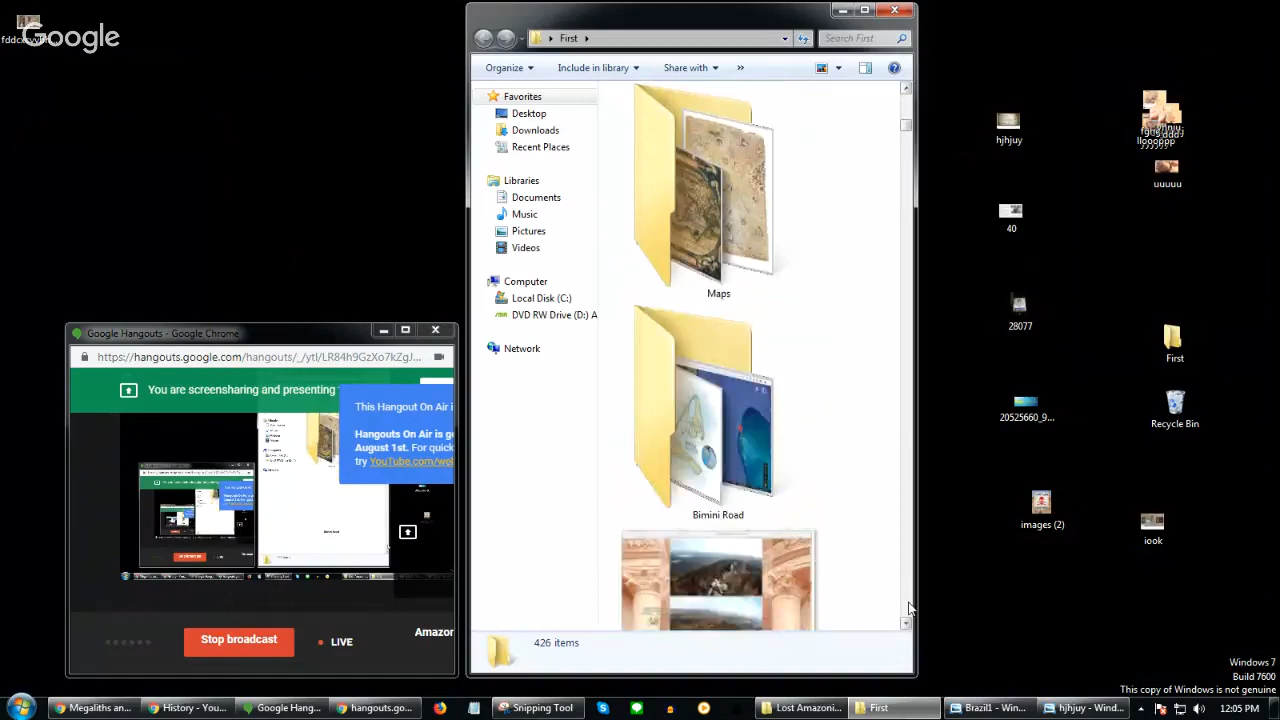 Google
First
Search First
Organize
Include in library
Share with
»
Favorites
Desktop
Downloads
Recent Places
Libraries
Documents
Music
Pictures
Videos
Computer
Local Disk (C:)
DVD RW Drive (D:) A
Network
Maps
Bimini Road
426 items
Google Hangouts - Google Chrome
https://hangouts.google.com/hangouts/_/ytl/LR84h9GzXo7kZgJ...
You are screensharing and presenting
This Hangout On Air i
Hangouts On Air is g
August 1st. For quick
try YouTube.com/wel
Stop broadcast
LIVE
Amazon
hjhjuy
40
28077
20525660_9...
images (2)
uuuuu
First
Recycle Bin
iook
Windows 7
Build 7600
This copy of Windows is not genuine
Megaliths an...
History - You...
Google Hang...
hangouts.go...
Snipping Tool
Lost Amazoni...
First
Brazil1 - Win...
hjhjuy - Win...
12:05 PM